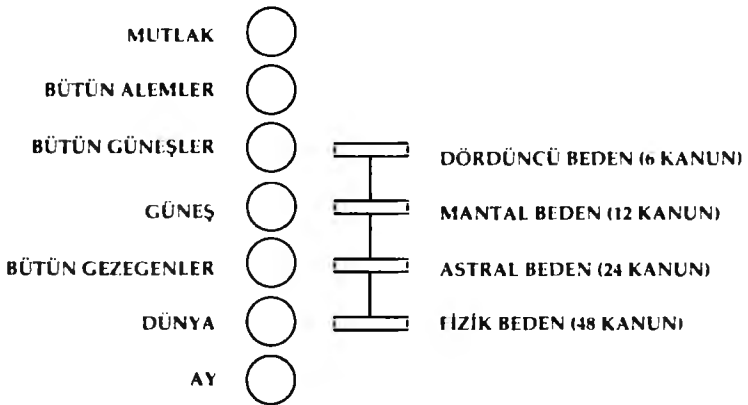 MUTLAK
BÜTÜN ALEMLER
BÜTÜN GÜNEŞLER
DÖRDÜNCÜ BEDEN (6 KANUN)
GÜNEŞ
MANTAL BEDEN (12 KANUN)
BÜTÜN GEZEGENLER
ASTRAL BEDEN (24 KANUN)
DÜNYA
FİZİK BEDEN (48 KANUN)
AY